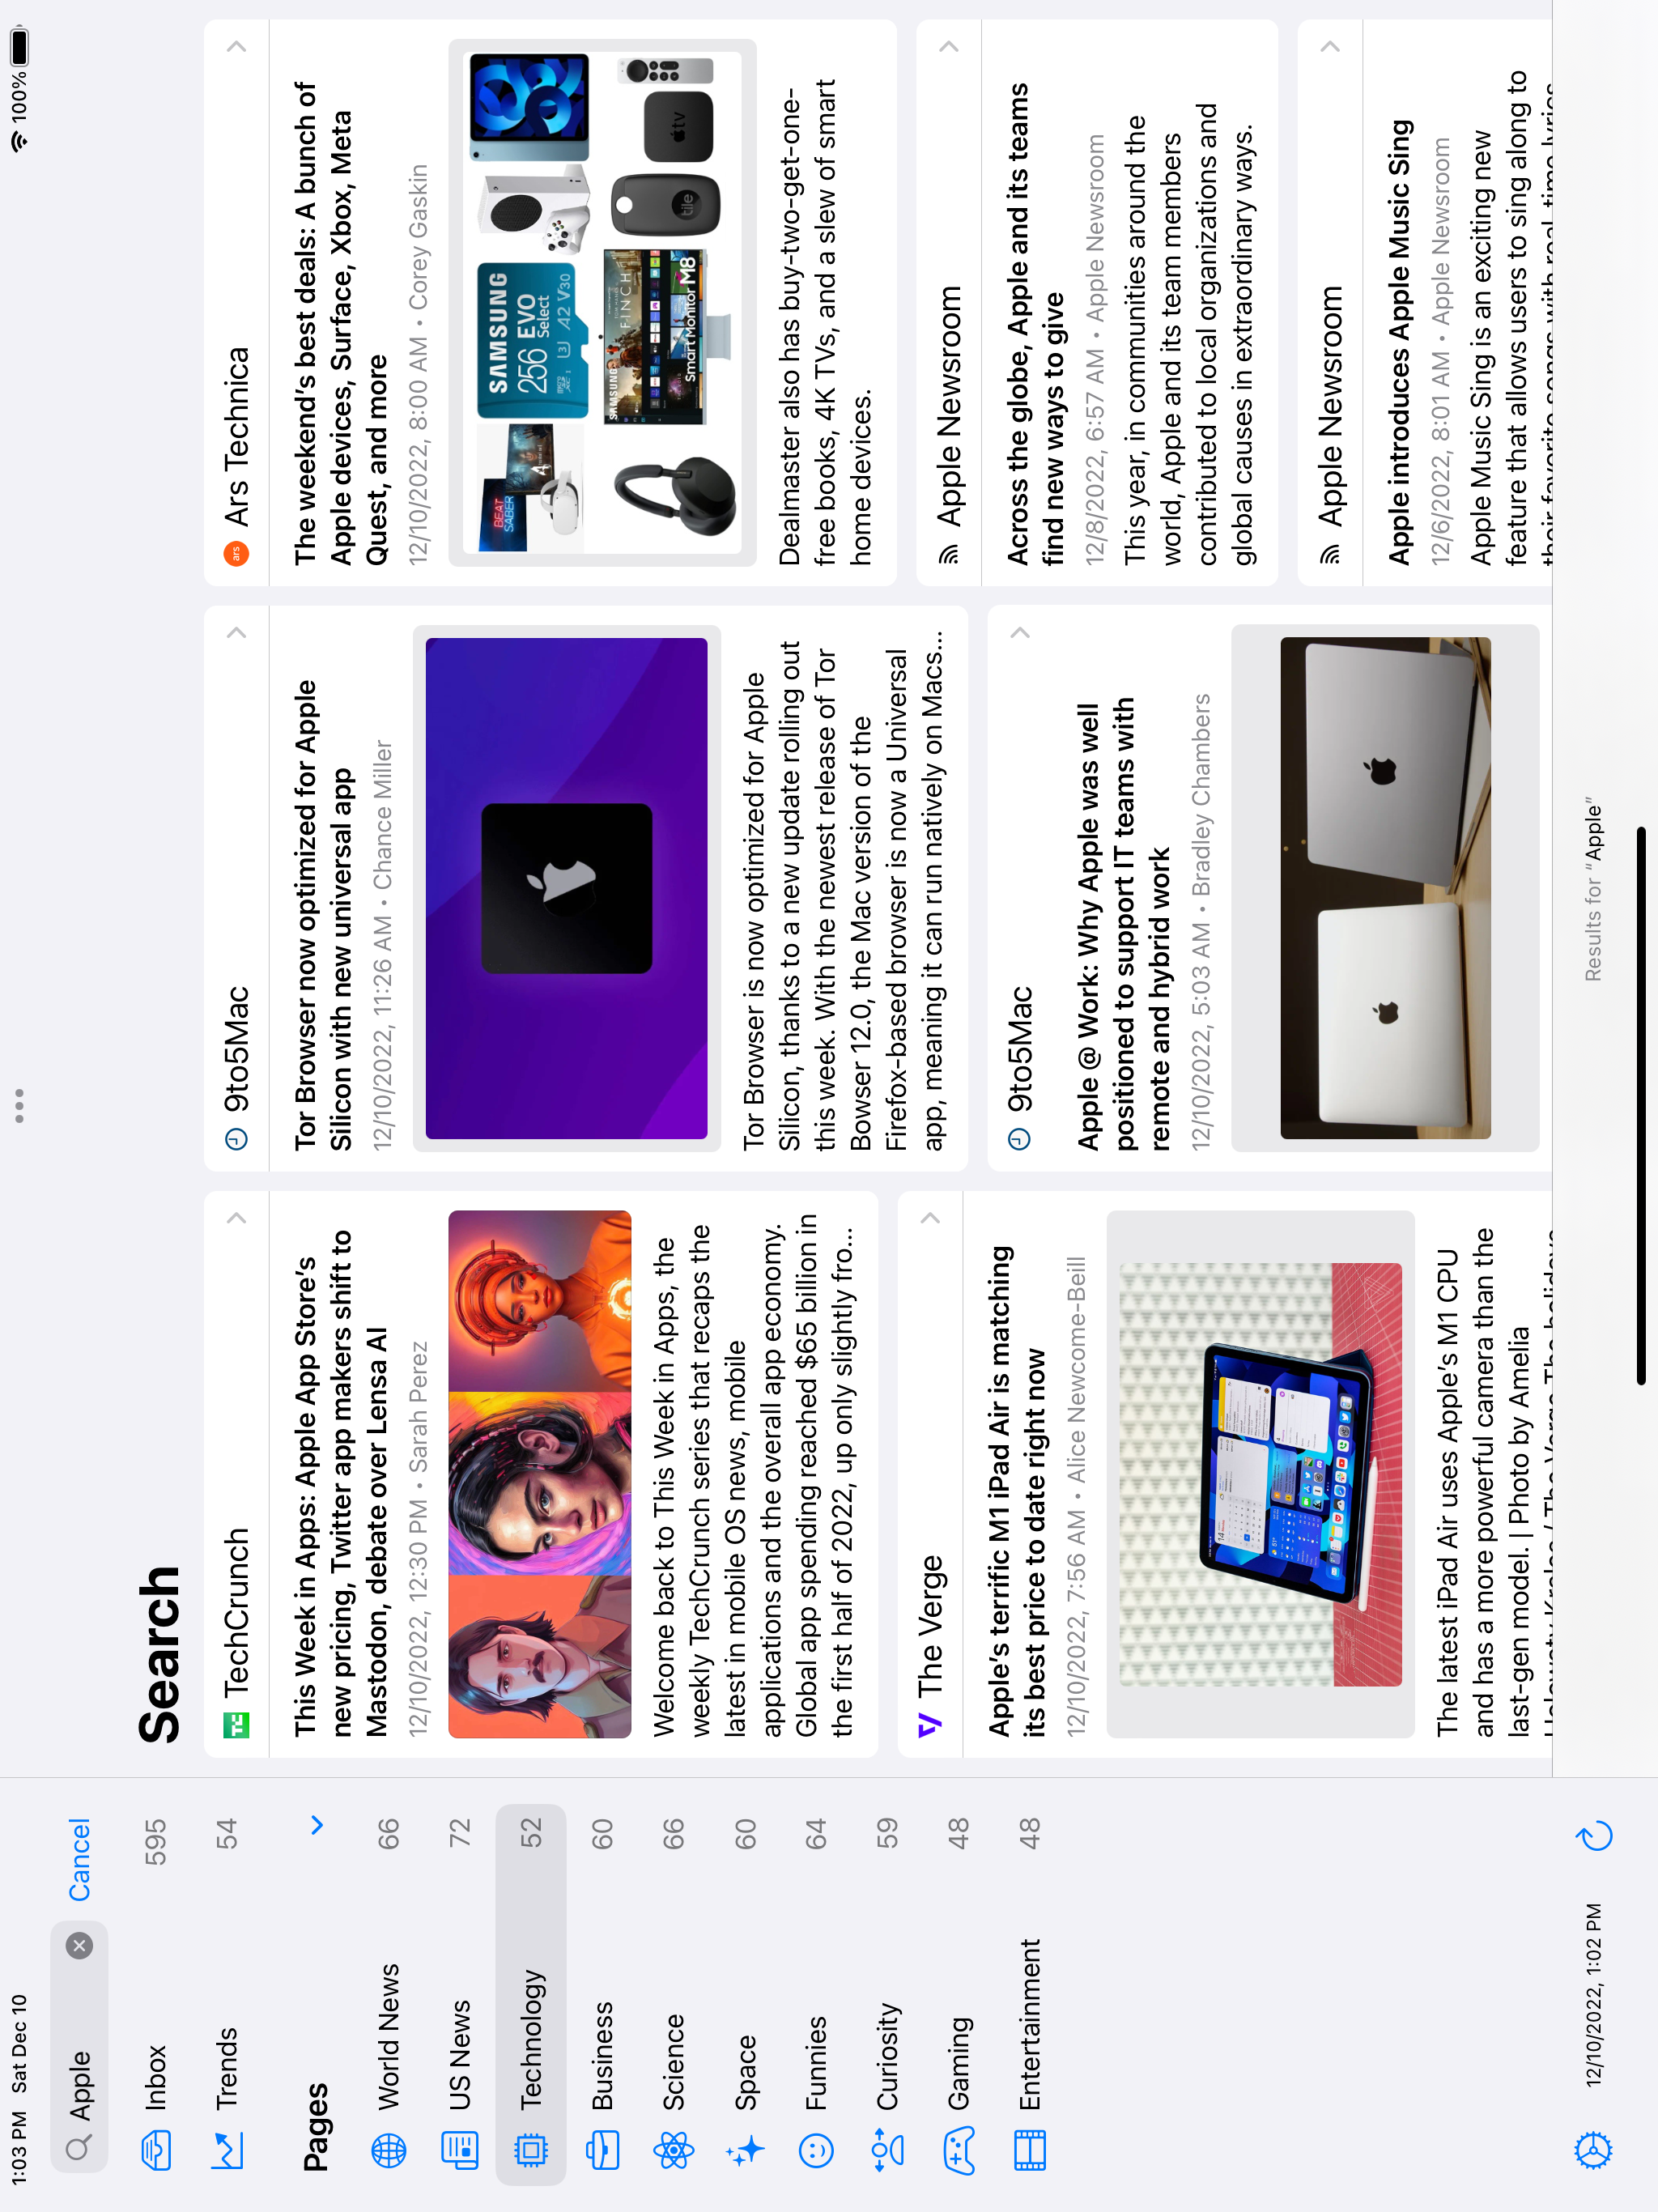 1:03 PM Sat Dec 10
100%
Apple
Cancel
Inbox 595
Trends 54
Pages
World News 66
US News 72
Technology 52
Business 60
Science 66
Space 60
Funnies 64
Curiosity 59
Gaming 48
Entertainment 48
12/10/2022, 1:02 PM
Search
TechCrunch
This Week in Apps: Apple App Store's
new pricing, Twitter app makers shift to
Mastodon, debate over Lensa AI
12/10/2022, 12:30 PM • Sarah Perez
Welcome back to This Week in Apps, the
weekly TechCrunch series that recaps the
latest in mobile OS news, mobile
applications and the overall app economy.
Global app spending reached $65 billion in
the first half of 2022, up only slightly fro...
The Verge
Apple's terrific M1 iPad Air is matching
its best price to date right now
12/10/2022, 7:56 AM • Alice Newcome-Beill
The latest iPad Air uses Apple's M1 CPU
and has a more powerful camera than the
last-gen model. | Photo by Amelia
9to5Mac
Tor Browser now optimized for Apple
Silicon with new universal app
12/10/2022, 11:26 AM • Chance Miller
Tor Browser is now optimized for Apple
Silicon, thanks to a new update rolling out
this week. With the newest release of Tor
Bowser 12.0, the Mac version of the
Firefox-based browser is now a Universal
app, meaning it can run natively on Macs...
9to5Mac
Apple @ Work: Why Apple was well
positioned to support IT teams with
remote and hybrid work
12/10/2022, 5:03 AM • Bradley Chambers
Ars Technica
ars
The weekend's best deals: A bunch of
Apple devices, Surface, Xbox, Meta
Quest, and more
12/10/2022, 8:00 AM • Corey Gaskin
BEAT
SABER
SAMSUNG
256 EVO
Select
A2 V30
SAMSUNG
FINCH
Smart Monitor M8
tile
tv
Dealmaster also has buy-two-get-one-
free books, 4K TVs, and a slew of smart
home devices.
Apple Newsroom
Across the globe, Apple and its teams
find new ways to give
12/8/2022, 6:57 AM • Apple Newsroom
This year, in communities around the
world, Apple and its team members
contributed to local organizations and
global causes in extraordinary ways.
Apple Newsroom
Apple introduces Apple Music Sing
12/6/2022, 8:01 AM • Apple Newsroom
Apple Music Sing is an exciting new
feature that allows users to sing along to
their favorite songs with real-time lyrics
Results for "Apple"